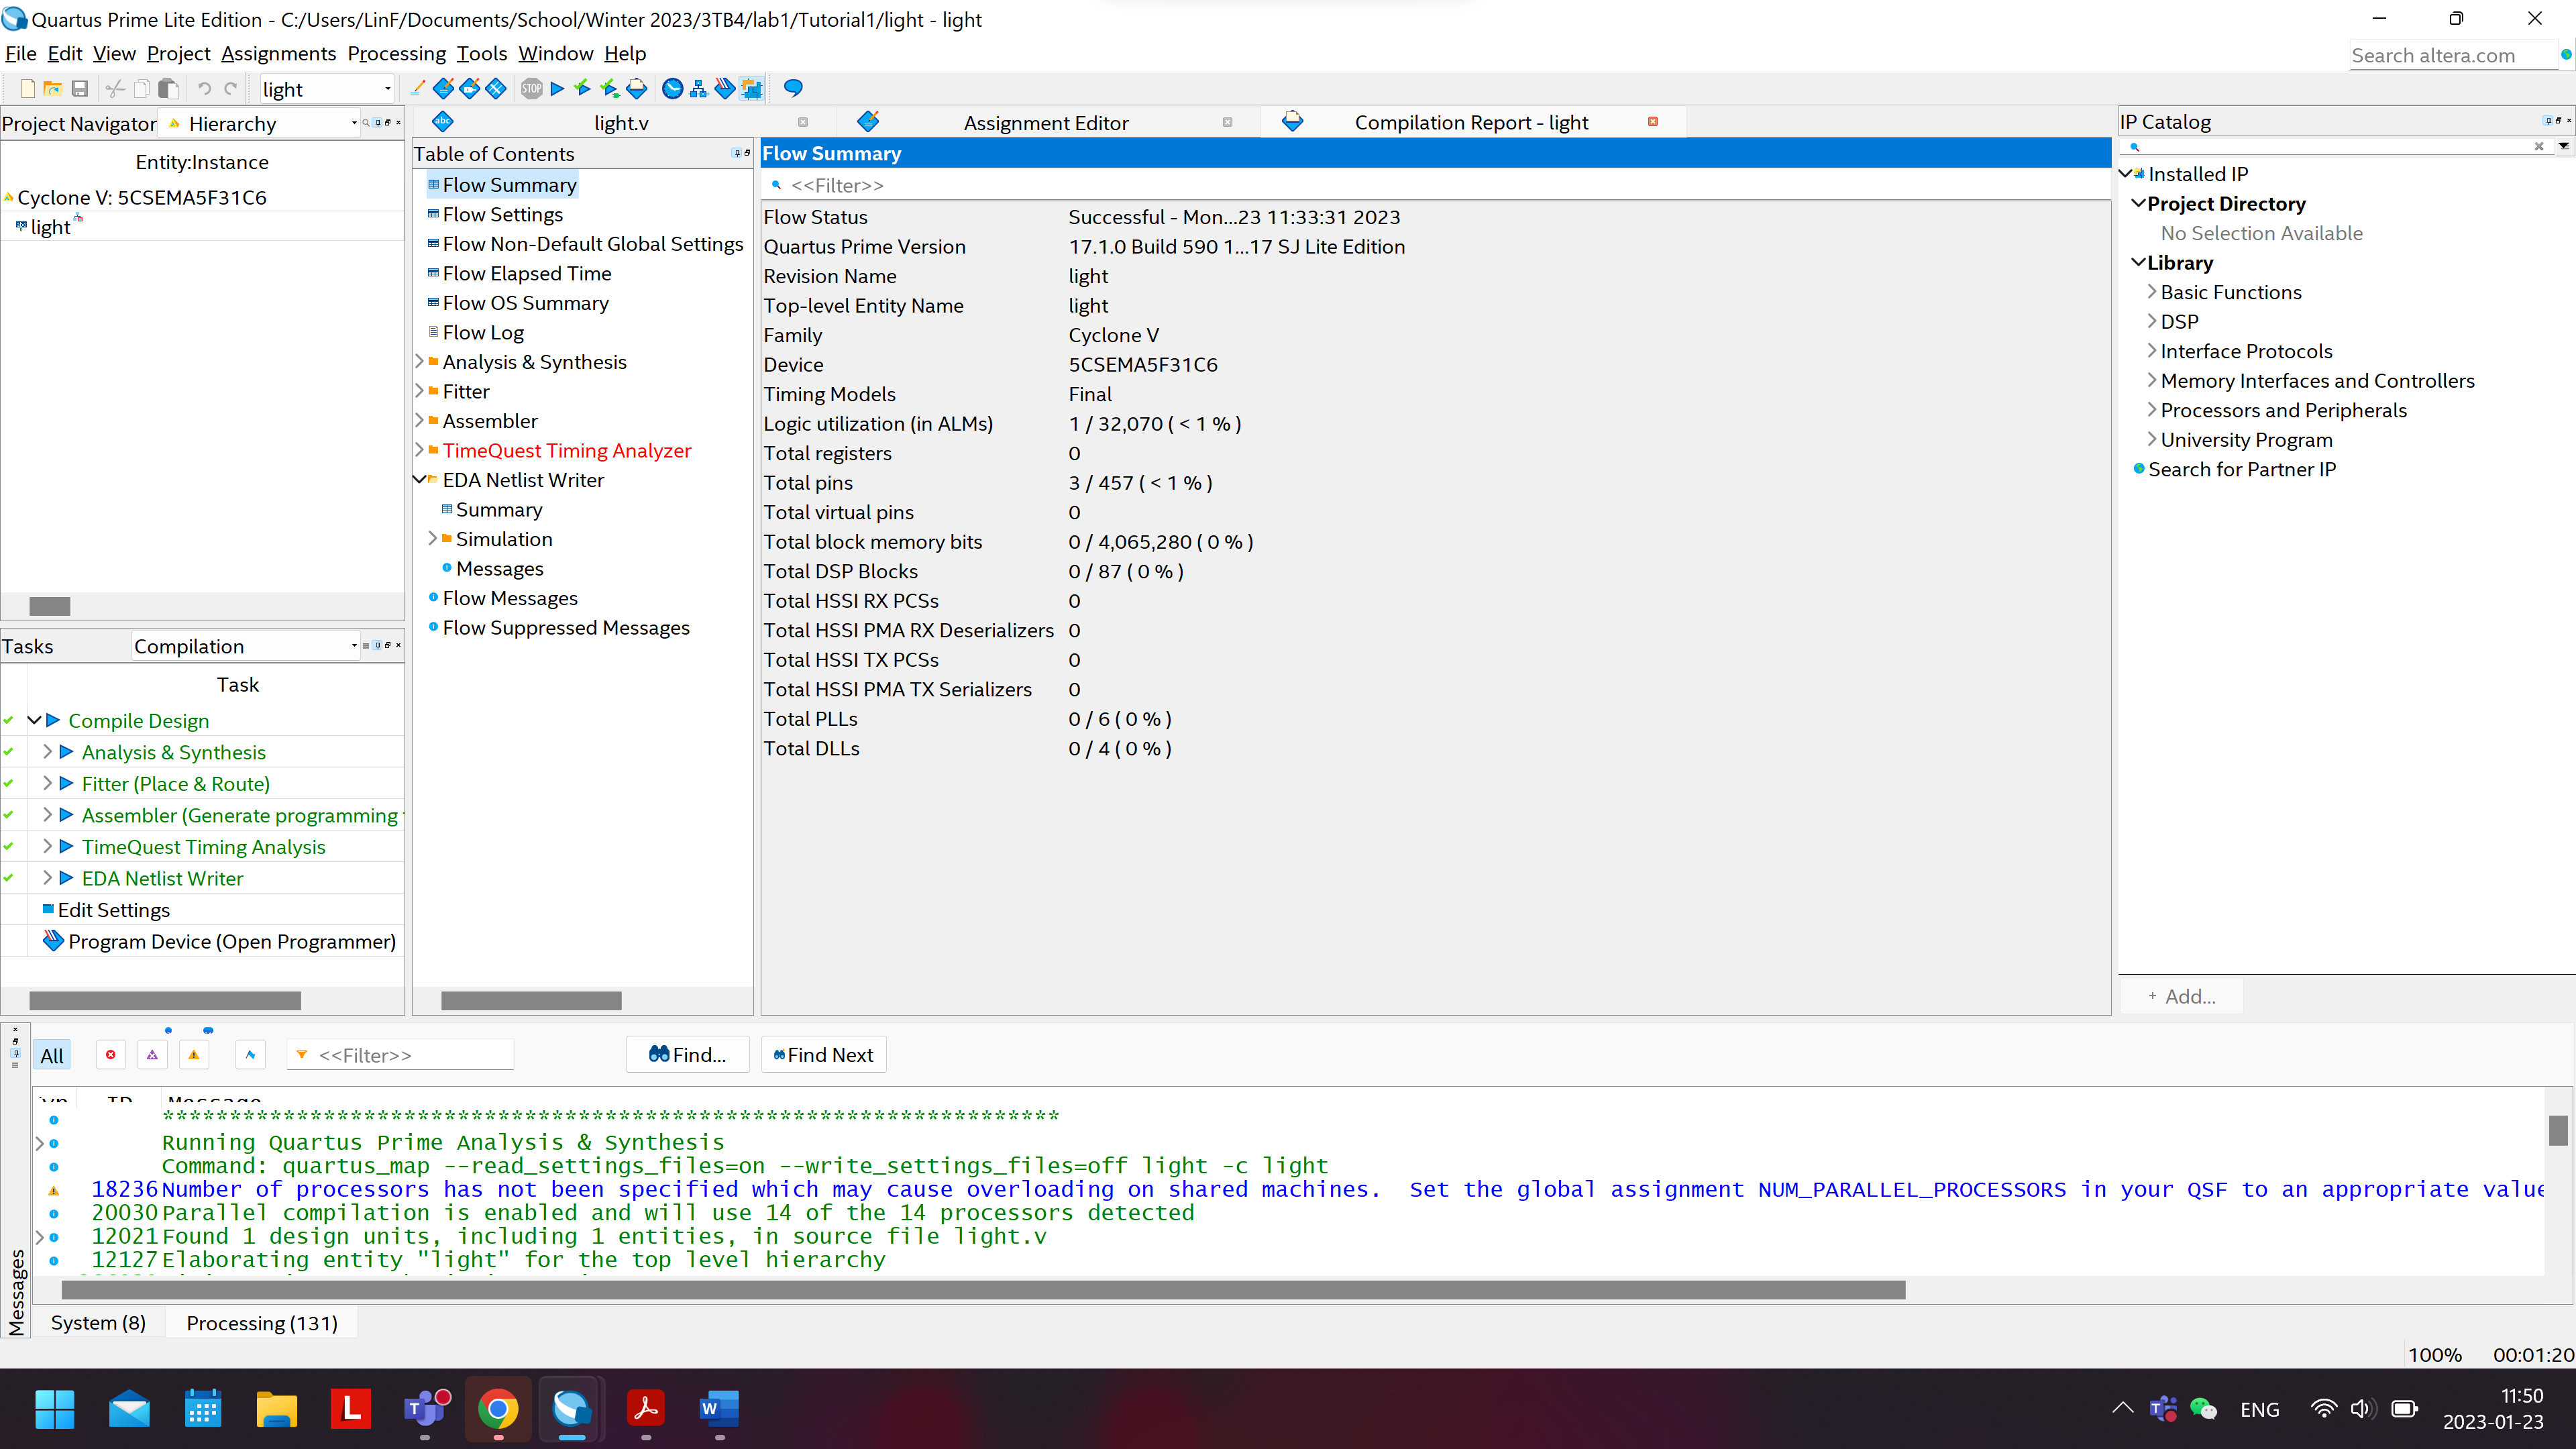 Quartus Prime Lite Edition - C:/Users/LinF/Documents/School/Winter 2023/3TB4/lab1/Tutorial1/light - light
File Edit View Project Assignments Processing Tools Window Help
Search altera.com
light
STOP
Project Navigator
Hierarchy
Entity:Instance
Cyclone V: 5CSEMA5F31C6
light
Tasks
Compilation
Task
Compile Design
Analysis & Synthesis
Fitter (Place & Route)
Assembler (Generate programming
TimeQuest Timing Analysis
EDA Netlist Writer
Edit Settings
Program Device (Open Programmer)
abc
light.v
Assignment Editor
Compilation Report - light
Table of Contents
Flow Summary
Flow Settings
Flow Non-Default Global Settings
Flow Elapsed Time
Flow OS Summary
Flow Log
Analysis & Synthesis
Fitter
Assembler
TimeQuest Timing Analyzer
EDA Netlist Writer
Summary
Simulation
Messages
Flow Messages
Flow Suppressed Messages
Flow Summary
<<Filter>>
Flow Status Successful - Mon...23 11:33:31 2023
Quartus Prime Version 17.1.0 Build 590 1...17 SJ Lite Edition
Revision Name light
Top-level Entity Name light
Family Cyclone V
Device 5CSEMA5F31C6
Timing Models Final
Logic utilization (in ALMs) 1 / 32,070 ( < 1 % )
Total registers 0
Total pins 3 / 457 ( < 1 % )
Total virtual pins 0
Total block memory bits 0 / 4,065,280 ( 0 % )
Total DSP Blocks 0 / 87 ( 0 % )
Total HSSI RX PCSs 0
Total HSSI PMA RX Deserializers 0
Total HSSI TX PCSs 0
Total HSSI PMA TX Serializers 0
Total PLLs 0 / 6 ( 0 % )
Total DLLs 0 / 4 ( 0 % )
IP Catalog
Installed IP
Project Directory
No Selection Available
Library
Basic Functions
DSP
Interface Protocols
Memory Interfaces and Controllers
Processors and Peripherals
University Program
Search for Partner IP
+ Add...
All
<<Filter>>
Find...
Find Next
ID Message
*******************************************************************
Running Quartus Prime Analysis & Synthesis
Command: quartus_map --read_settings_files=on --write_settings_files=off light -c light
18236 Number of processors has not been specified which may cause overloading on shared machines.  Set the global assignment NUM_PARALLEL_PROCESSORS in your QSF to an appropriate value
20030 Parallel compilation is enabled and will use 14 of the 14 processors detected
12021 Found 1 design units, including 1 entities, in source file light.v
12127 Elaborating entity "light" for the top level hierarchy
Messages
System (8)
Processing (131)
100% 00:01:20
ENG
11:50
2023-01-23